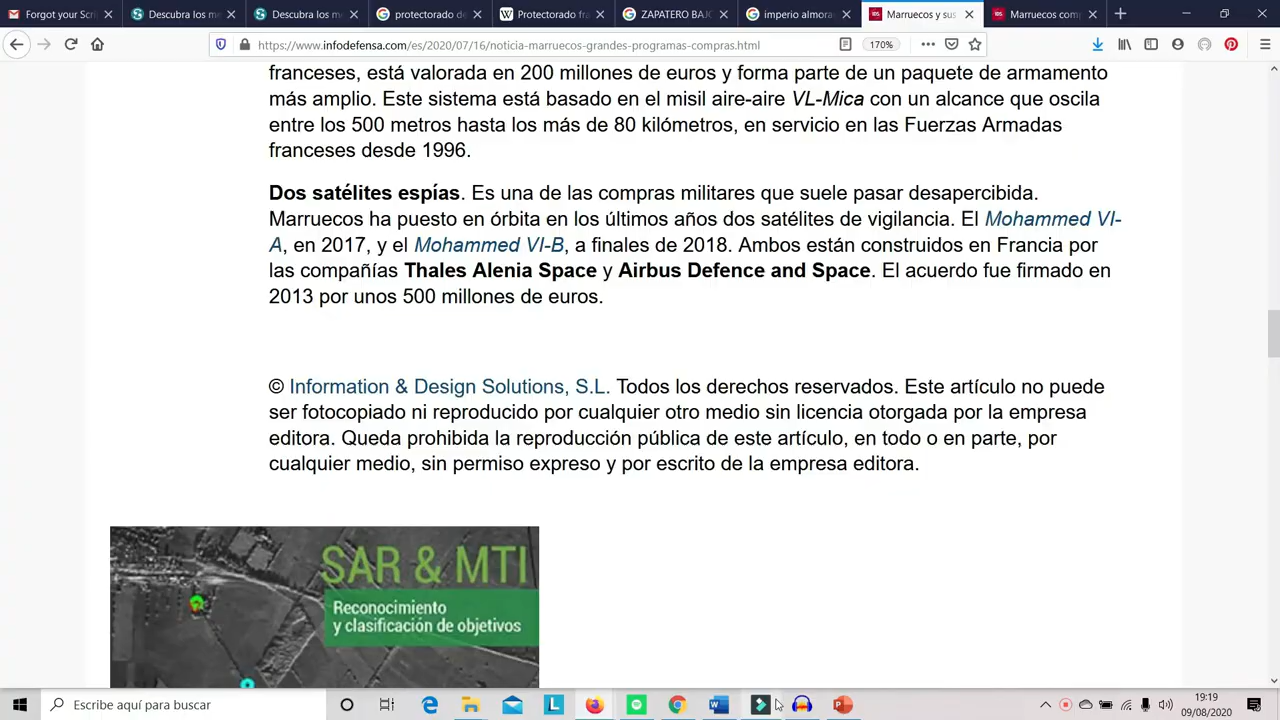 Forgot your Scr
Descubra los me
Descubra los me
protectorado de
Protectorado fra
ZAPATERO BAJO
imperio almora
Marruecos y sus
Marruecos com
https://www.infodefensa.com/es/2020/07/16/noticia-marruecos-grandes-programas-compras.html
170%
franceses, está valorada en 200 millones de euros y forma parte de un paquete de armamento
más amplio. Este sistema está basado en el misil aire-aire VL-Mica con un alcance que oscila
entre los 500 metros hasta los más de 80 kilómetros, en servicio en las Fuerzas Armadas
franceses desde 1996.
Dos satélites espías. Es una de las compras militares que suele pasar desapercibida.
Marruecos ha puesto en órbita en los últimos años dos satélites de vigilancia. El Mohammed VI-
A, en 2017, y el Mohammed VI-B, a finales de 2018. Ambos están construidos en Francia por
las compañías Thales Alenia Space y Airbus Defence and Space. El acuerdo fue firmado en
2013 por unos 500 millones de euros.
© Information & Design Solutions, S.L. Todos los derechos reservados. Este artículo no puede
ser fotocopiado ni reproducido por cualquier otro medio sin licencia otorgada por la empresa
editora. Queda prohibida la reproducción pública de este artículo, en todo o en parte, por
cualquier medio, sin permiso expreso y por escrito de la empresa editora.
SAR & MTI
Reconocimiento
y clasificación de objetivos
Escribe aquí para buscar
19:19
09/08/2020